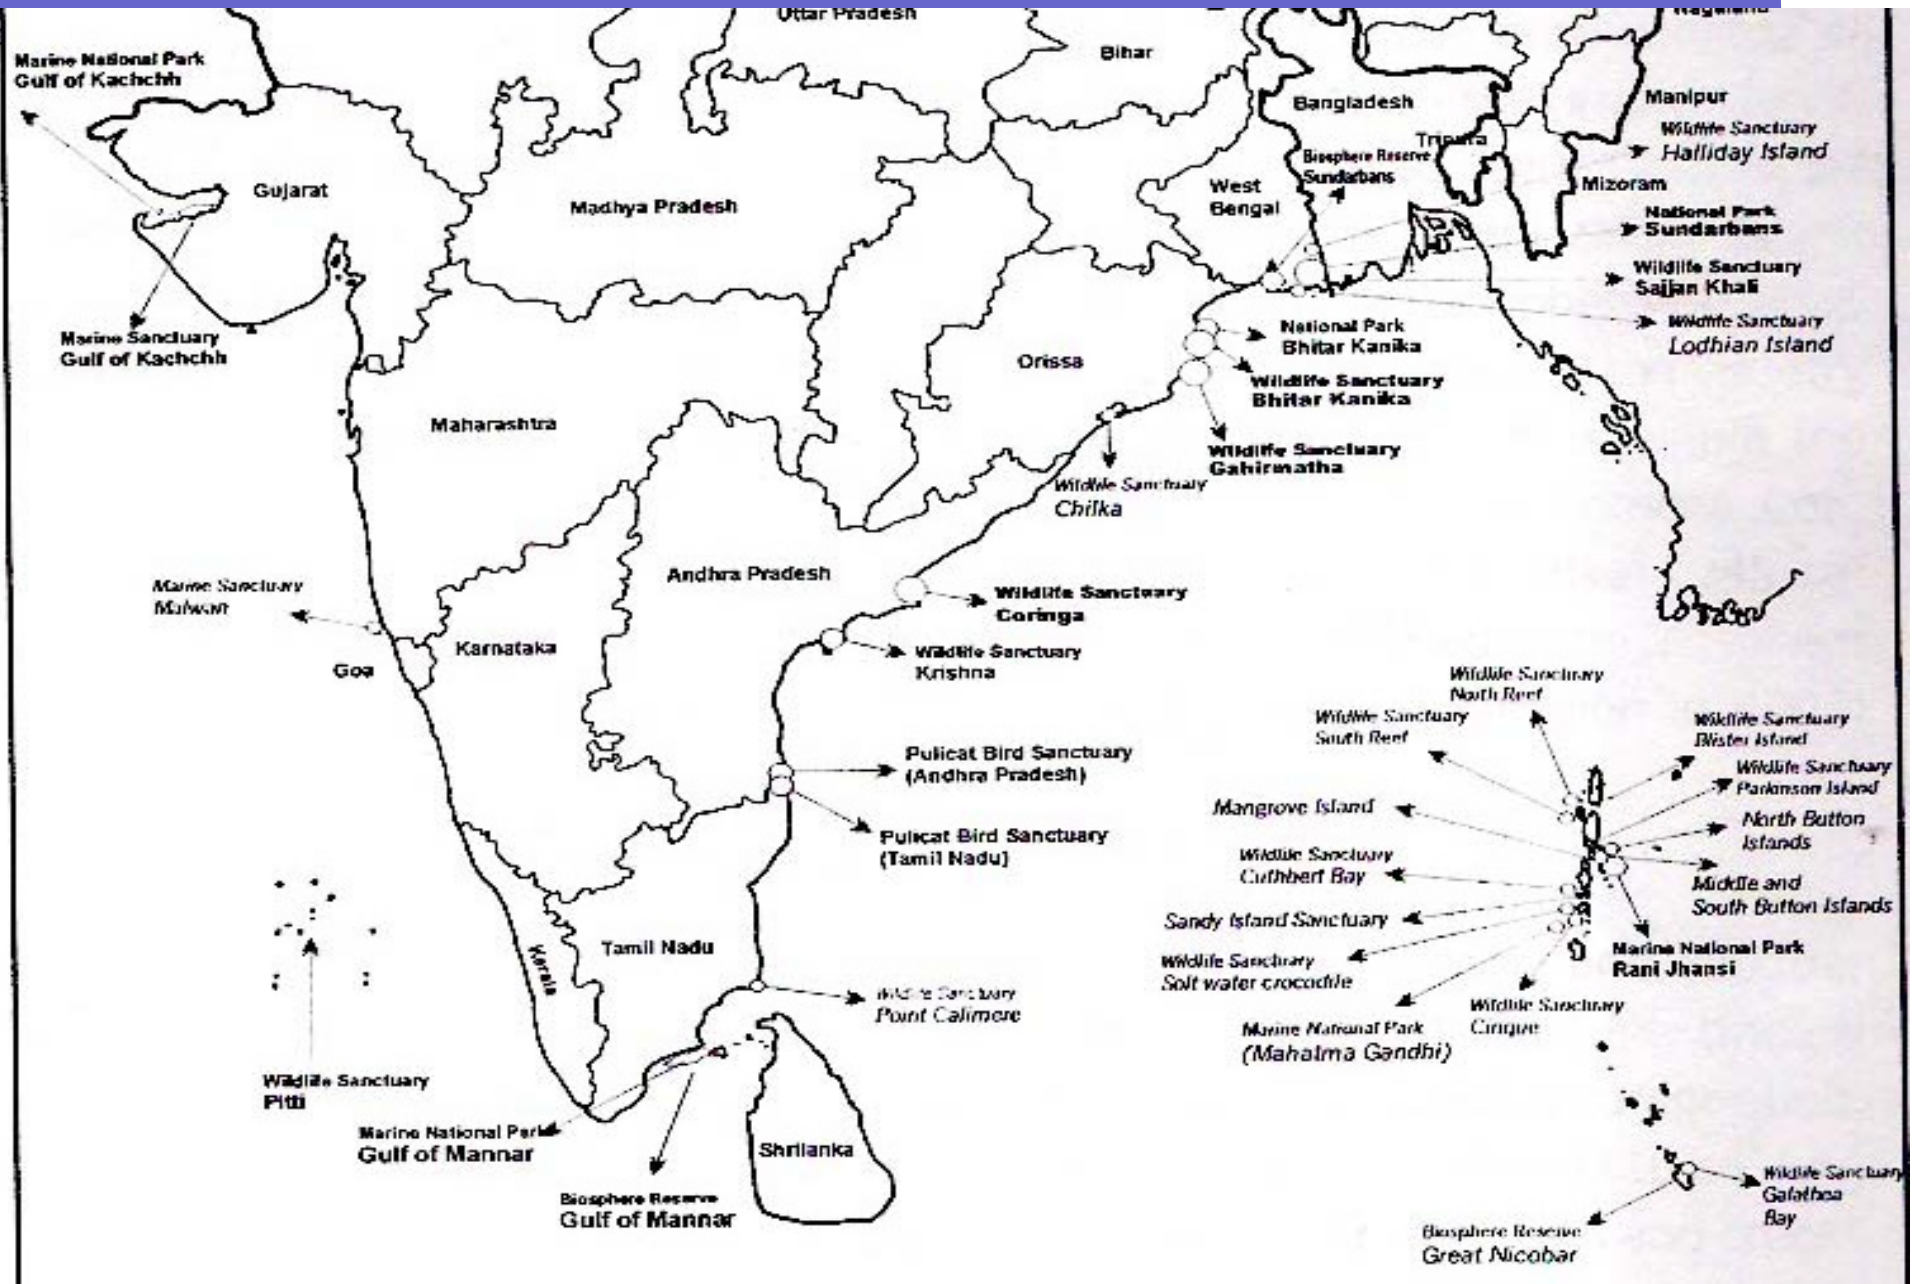 Uttar Pradesh
Nagaland
Marine National Park
Gulf of Kachchh
Bihar
Bangladesh
Manipur
Tripura
Wildlife Sanctuary
Halliday Island
Biosphere Reserve
Sundarbans
Gujarat
Madhya Pradesh
West
Bengal
Mizoram
National Park
Sundarbans
Wildlife Sanctuary
Sajjan Khali
Marine Sanctuary
Gulf of Kachchh
National Park
Bhitar Kanika
Wildlife Sanctuary
Lodhian Island
Orissa
Wildlife Sanctuary
Bhitar Kanika
Maharashtra
Wildlife Sanctuary
Gahirmatha
Wildlife Sanctuary
Chilka
Andhra Pradesh
Marine Sanctuary
Malwan
Wildlife Sanctuary
Coringa
Karnataka
Goa
Wildlife Sanctuary
Krishna
Wildlife Sanctuary
North Reef
Wildlife Sanctuary
South Reef
Wildlife Sanctuary
Blister Island
Pulicat Bird Sanctuary
(Andhra Pradesh)
Wildlife Sanctuary
Parkinson Island
Mangrove Island
North Button
Islands
Pulicat Bird Sanctuary
(Tamil Nadu)
Wildlife Sanctuary
Cuthbert Bay
Middle and
South Button Islands
Sandy Island Sanctuary
Tamil Nadu
Kerala
Marine National Park
Rani Jhansi
Wildlife Sanctuary
Solt water crocodile
Wildlife Sanctuary
Point Calimere
Wildlife Sanctuary
Cinque
Marine National Park
(Mahatma Gandhi)
Wildlife Sanctuary
Pitti
Marine National Park
Gulf of Mannar
Shrilanka
Biosphere Reserve
Gulf of Mannar
Wildlife Sanctuary
Galathea
Bay
Biosphere Reserve
Great Nicobar